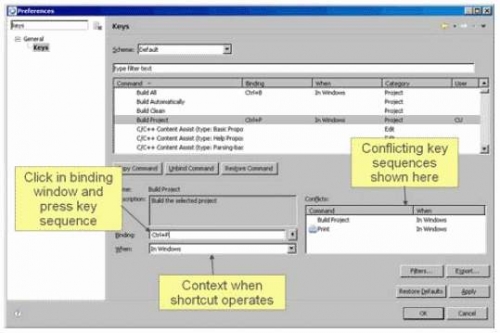 Preferences
keys
Keys
General
Keys
Scheme: Default
type filter text
Command Binding When Category User
Build All Ctrl+B In Windows Project
Build Automatically Project
Build Clean Project
Build Project Ctrl+P In Windows Project CU
C/C++ Content Assist (type: Basic Propo Edit
C/C++ Content Assist (type: Help Propos Edit
C/C++ Content Assist (type: Parsing-bac Edit
opy Command Unbind Command Restore Command
Click in binding
window and
press key
sequence
Conflicting key
sequences
shown here
me: Build Project
escription: Build the selected project
Binding: Ctrl+P
When: In Windows
Conflicts:
Command When
Build Project In Windows
Print In Windows
Context when
shortcut operates
Filters... Export...
Restore Defaults Apply
OK Cancel